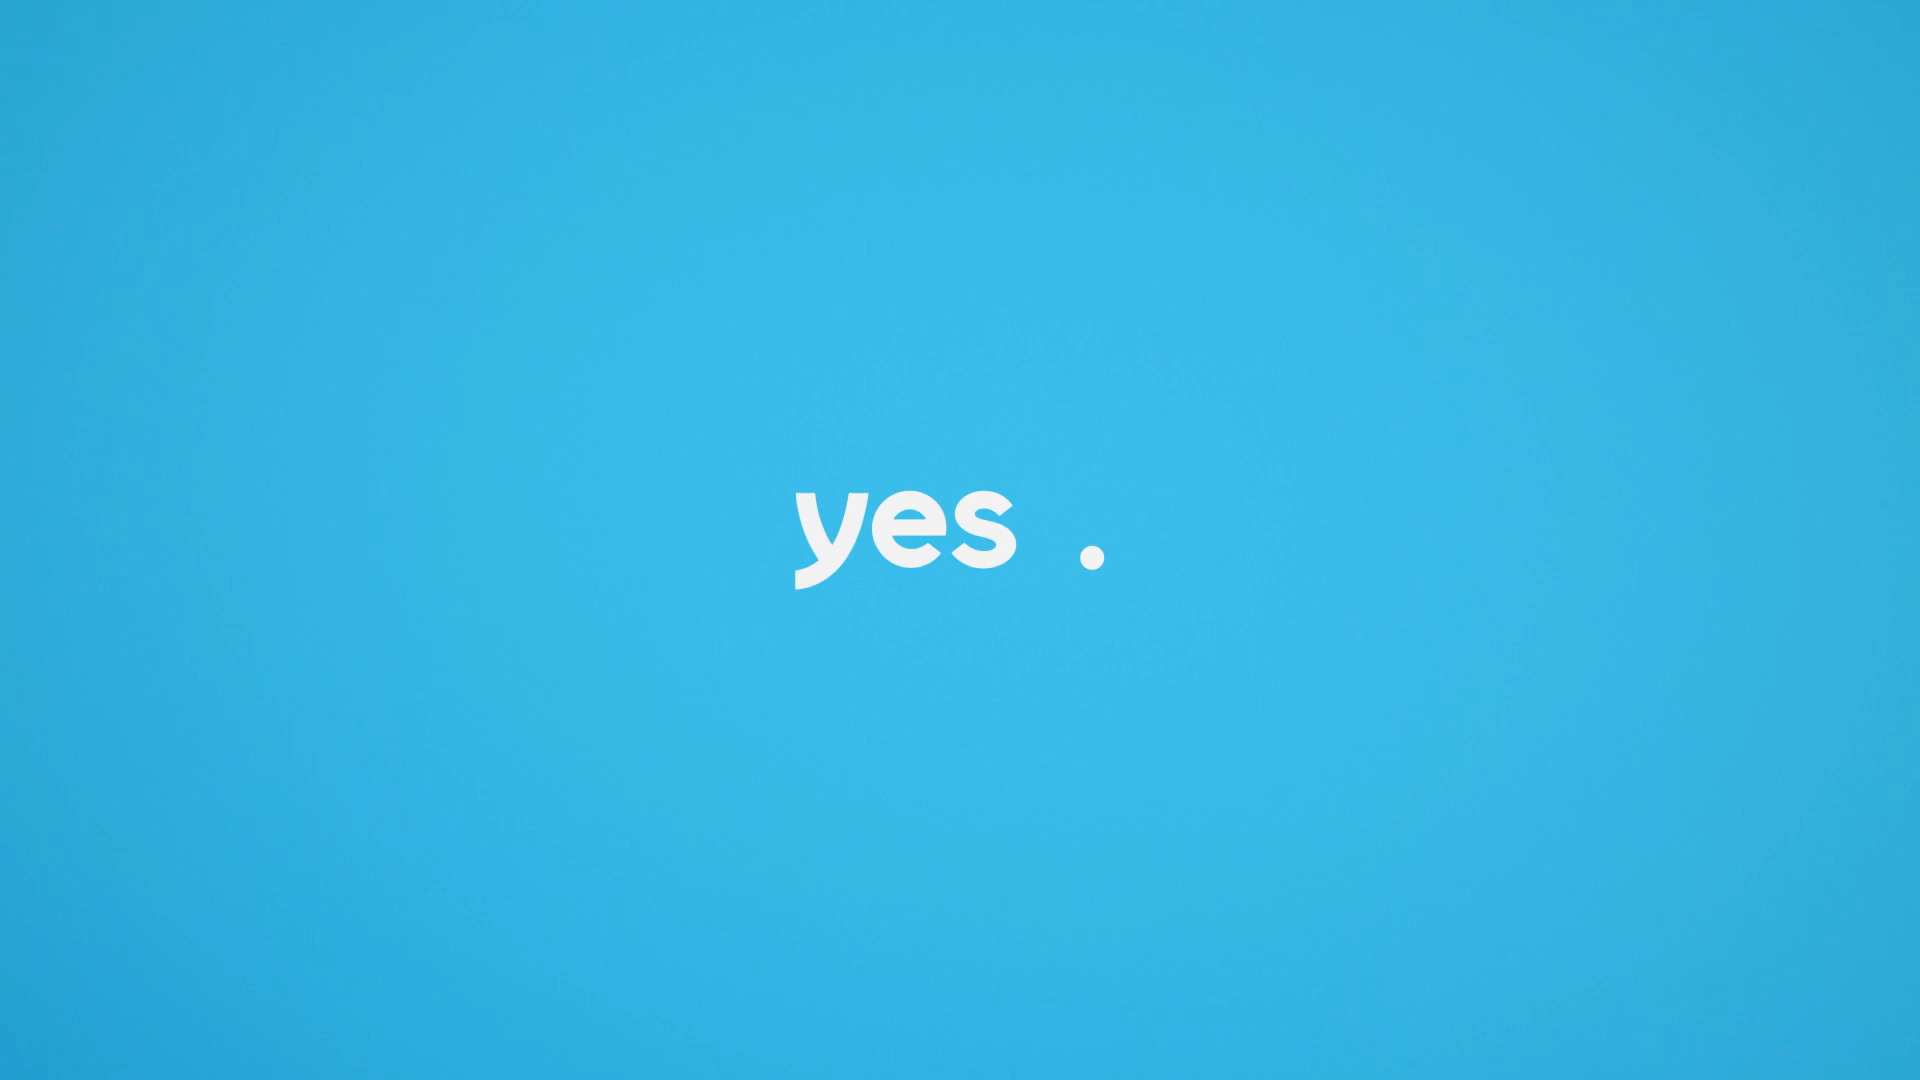 yes .